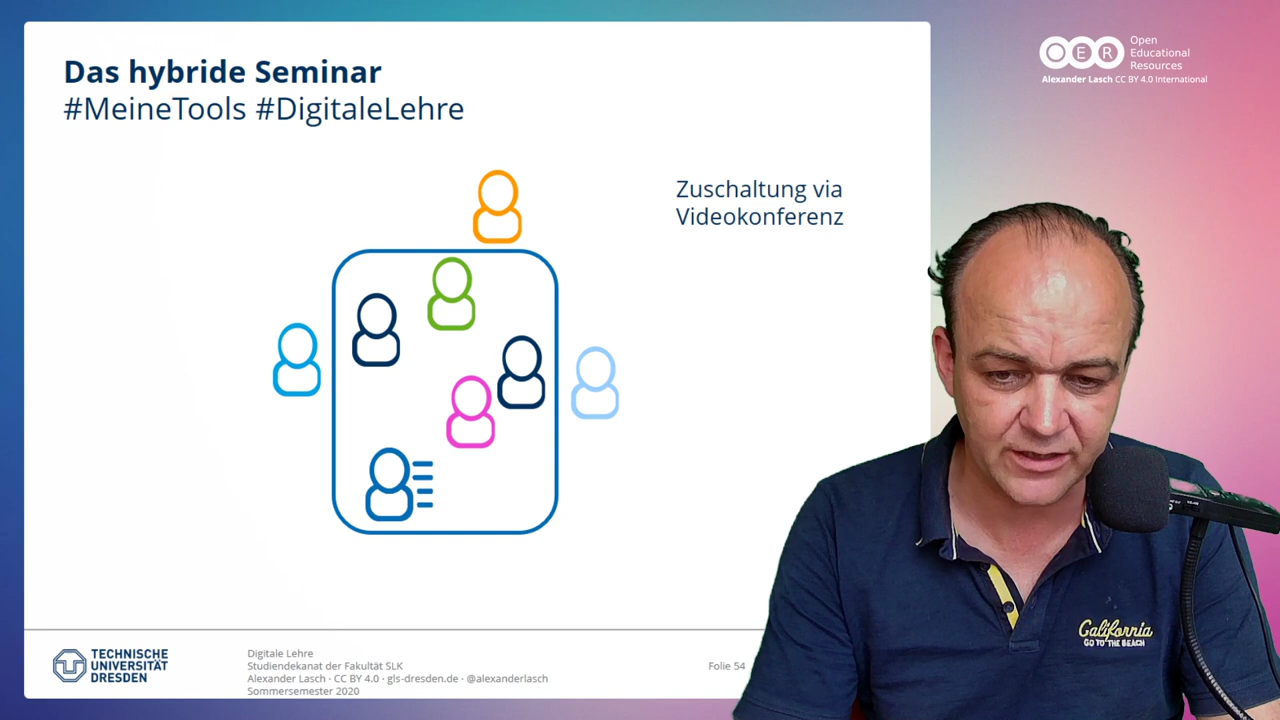 Das hybride Seminar
#MeineTools #DigitaleLehre
Zuschaltung via
Videokonferenz
OER
Open
Educational
Resources
Alexander Lasch CC BY 4.0 International
California
GO TO THE BEACH
TECHNISCHE
UNIVERSITÄT
DRESDEN
Digitale Lehre
Studiendekanat der Fakultät SLK
Alexander Lasch · CC BY 4.0 · gls-dresden.de · @alexanderlasch
Sommersemester 2020
Folie 54